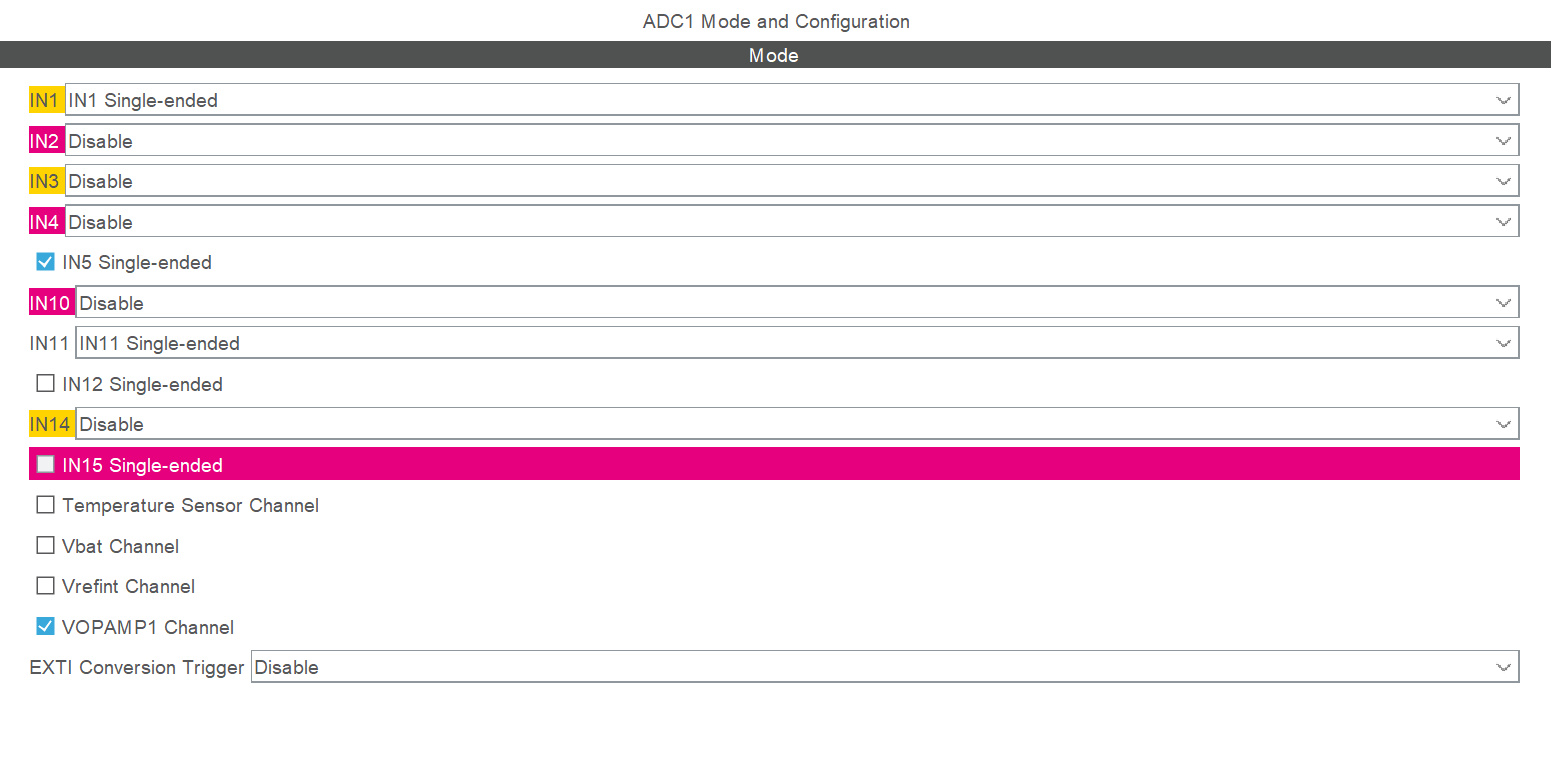 ADC1 Mode and Configuration
Mode
IN1 IN1 Single-ended
IN2 Disable
IN3 Disable
IN4 Disable
IN5 Single-ended
IN10 Disable
IN11 IN11 Single-ended
IN12 Single-ended
IN14 Disable
IN15 Single-ended
Temperature Sensor Channel
Vbat Channel
Vrefint Channel
VOPAMP1 Channel
EXTI Conversion Trigger Disable